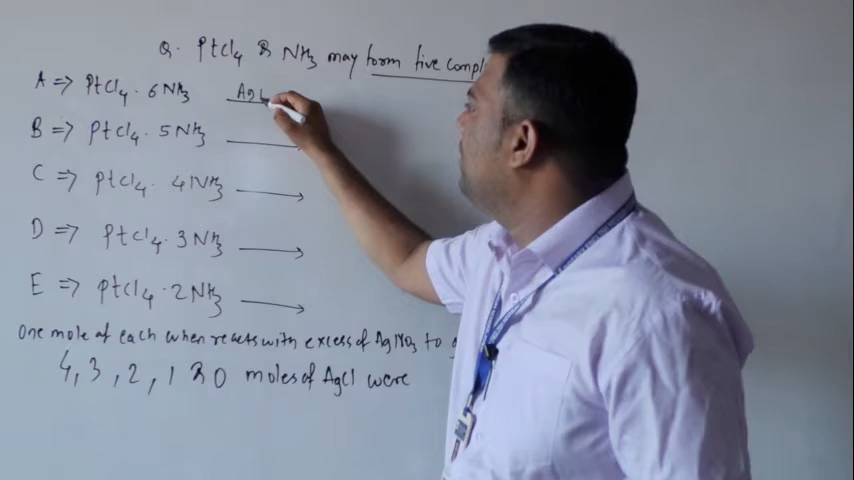 Q. PtCl4 & NH3 may form five compl
A => PtCl4 . 6NH3
B => PtCl4 . 5NH3
C => PtCl4 . 4NH3
D => PtCl4 . 3NH3
E => PtCl4 . 2NH3
One mole of each when reacts with excess of AgNO3 to
4, 3, 2, 1 & 0 moles of AgCl were